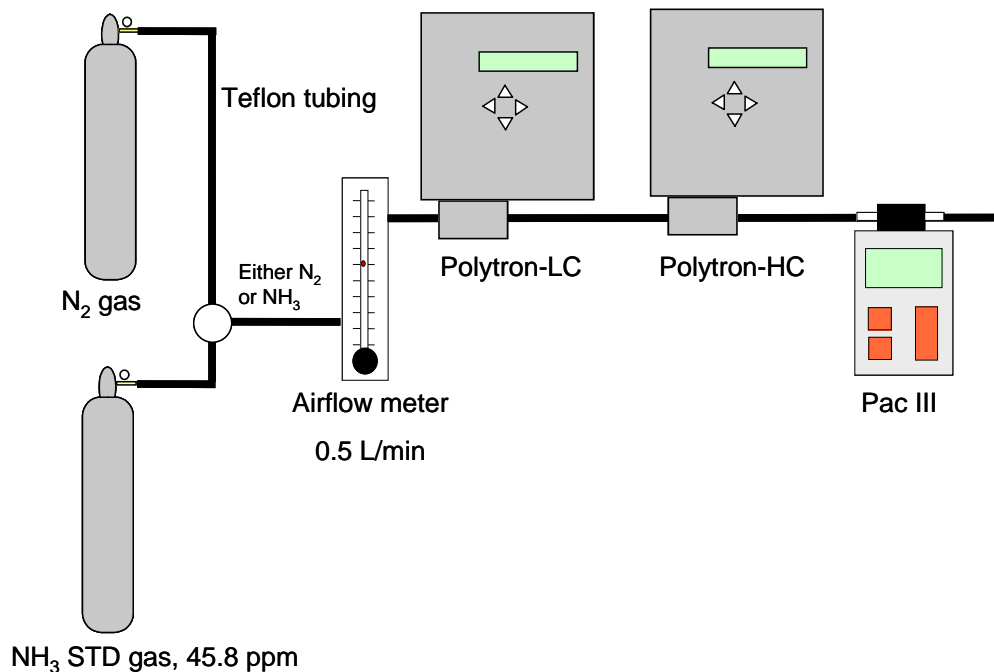 Teflon tubing
N₂ gas
Either N₂
or NH₃
Polytron-LC
Polytron-HC
Airflow meter
0.5 L/min
Pac III
NH₃ STD gas, 45.8 ppm